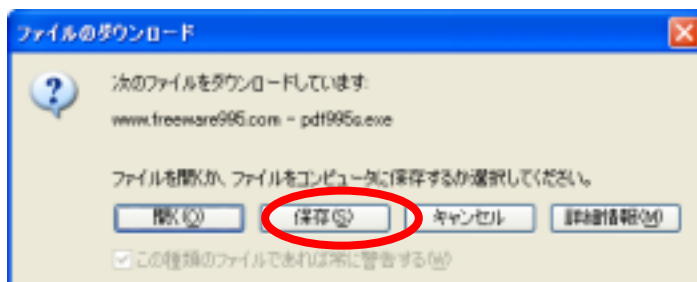 ファイルのダウンロード
次のファイルをダウンロードしています:
www.freeware995.com - pdf995s.exe
ファイルを開くか、ファイルをコンピュータに保存するか選択してください。
開く(O) 保存(S) キャンセル 詳細情報(M)
この種類のファイルであれば常に警告する(W)